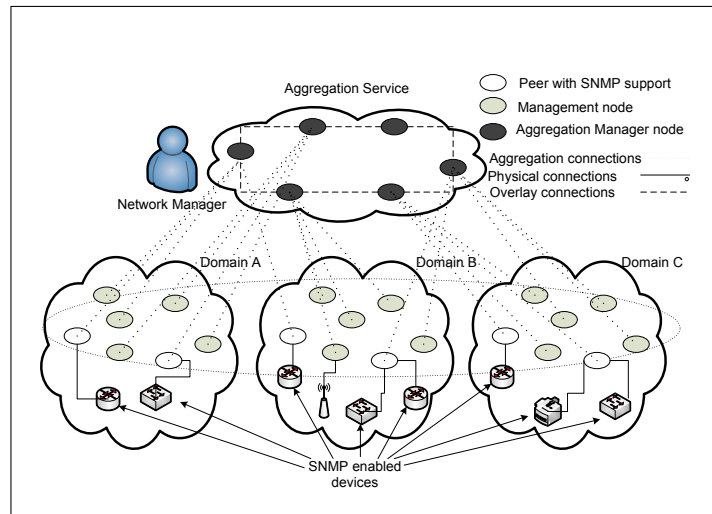 Aggregation Service
Peer with SNMP support
Management node
Aggregation Manager node
Aggregation connections
Physical connections
Overlay connections
Network Manager
Domain A
Domain B
Domain C
SNMP enabled
devices